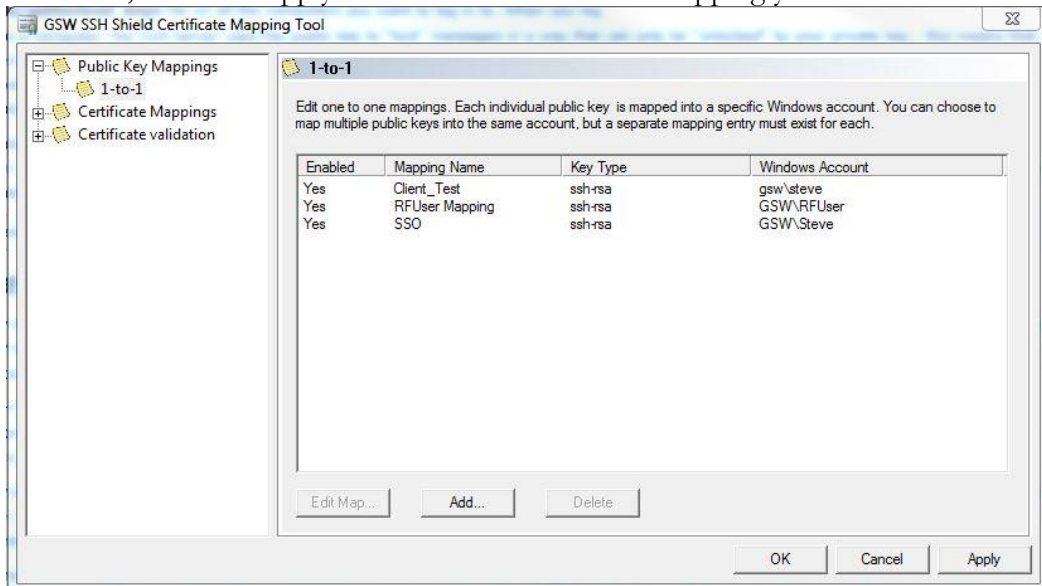 apply
mapping y
GSW SSH Shield Certificate Mapping Tool
Public Key Mappings
1-to-1
Certificate Mappings
Certificate validation
1-to-1
Edit one to one mappings. Each individual public key is mapped into a specific Windows account. You can choose to
map multiple public keys into the same account, but a separate mapping entry must exist for each.
Enabled Mapping Name Key Type Windows Account
Yes Client_Test ssh-rsa gsw\steve
Yes RFUser Mapping ssh-rsa GSW\RFUser
Yes SSO ssh-rsa GSW\Steve
Edit Map... Add... Delete
OK Cancel Apply